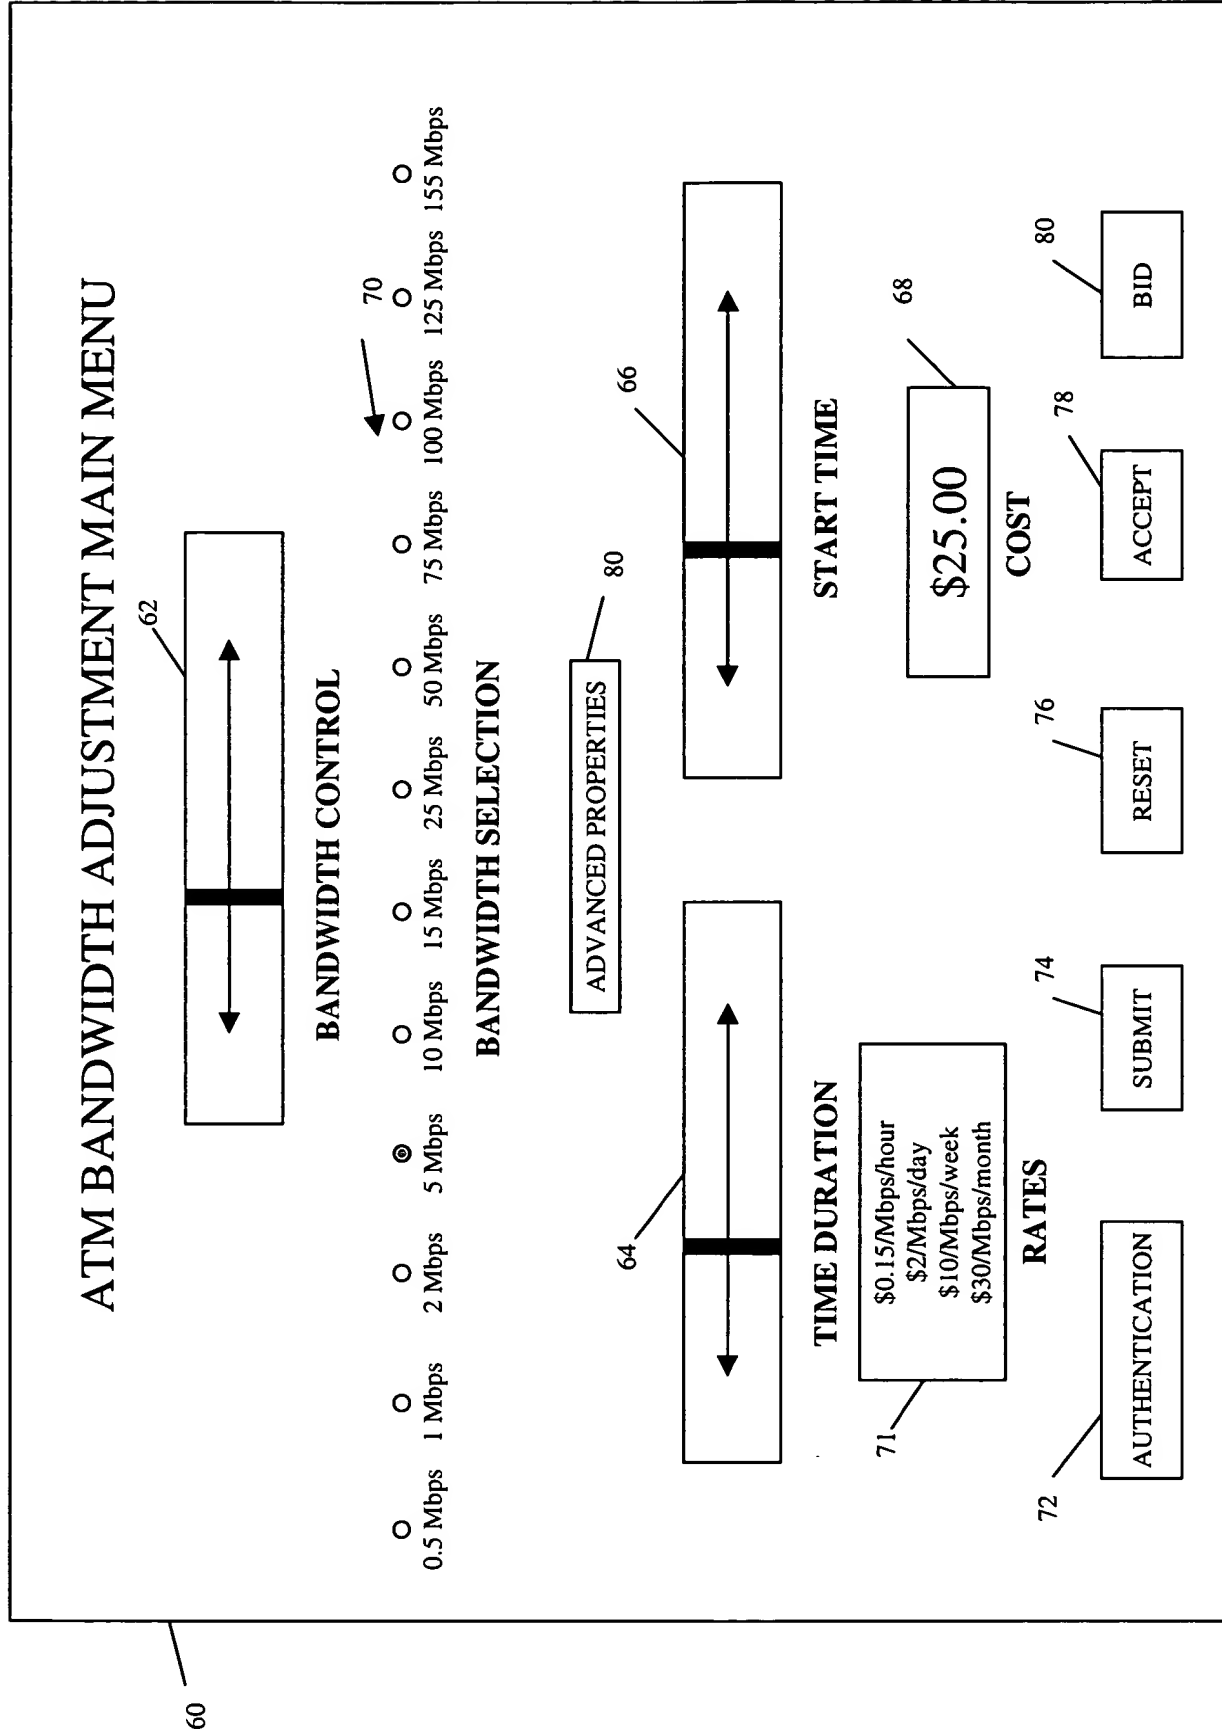 60
ATM BANDWIDTH ADJUSTMENT MAIN MENU
62
BANDWIDTH CONTROL
70
0.5 Mbps 1 Mbps 2 Mbps 5 Mbps 10 Mbps 15 Mbps 25 Mbps 50 Mbps 75 Mbps 100 Mbps 125 Mbps 155 Mbps
BANDWIDTH SELECTION
ADVANCED PROPERTIES
80
64
66
TIME DURATION
START TIME
71
$0.15/Mbps/hour
$2/Mbps/day
$10/Mbps/week
$30/Mbps/month
RATES
68
$25.00
COST
72
74
76
78
80
AUTHENTICATION
SUBMIT
RESET
ACCEPT
BID